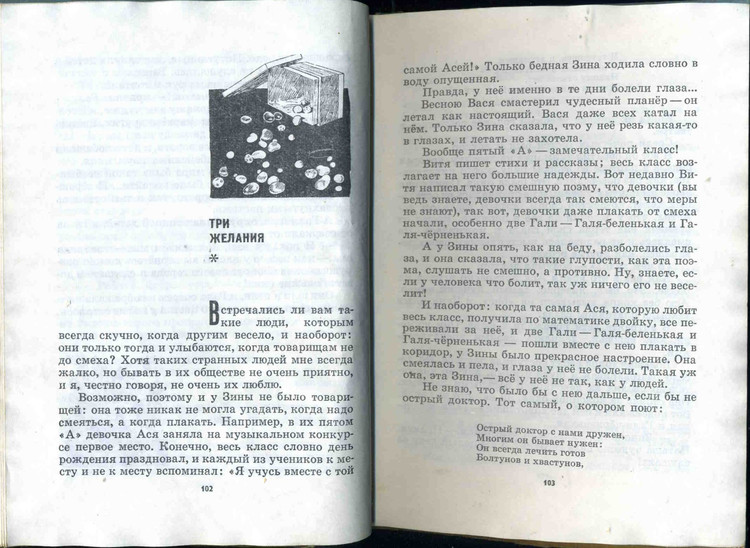 ТРИ
ЖЕЛАНИЯ
*
Встречались ли вам та-
кие люди, которым
всегда скучно, когда другим весело, и наоборот:
они только тогда и улыбаются, когда товарищам не
до смеха? Хотя таких странных людей мне всегда
жалко, но бывать в их обществе не очень приятно,
и я, честно говоря, не очень их люблю.
Возможно, поэтому и у Зины не было товари-
щей: она тоже никак не могла угадать, когда надо
смеяться, а когда плакать. Например, в их пятом
«А» девочка Ася заняла на музыкальном конкур-
се первое место. Конечно, весь класс словно день
рождения праздновал, и каждый из учеников к ме-
сту и не к месту вспоминал: «Я учусь вместе с той
102
самой Асей!» Только бедная Зина ходила словно в
воду опущенная.
Правда, у неё именно в те дни болели глаза...
Весною Вася смастерил чудесный планёр — он
летал как настоящий. Вася даже всех катал на
нём. Только Зина сказала, что у неё резь какая-то
в глазах, и летать не захотела.
Вообще пятый «А» — замечательный класс!
Витя пишет стихи и рассказы; весь класс воз-
лагает на него большие надежды. Вот недавно Ви-
тя написал такую смешную поэму, что девочки (вы
ведь знаете, девочки всегда так смеются, что меры
не знают), так вот, девочки даже плакать от смеха
начали, особенно две Гали — Галя-беленькая и Га-
ля-чёрненькая.
А у Зины опять, как на беду, разболелись гла-
за, и она сказала, что такие глупости, как эта поэ-
ма, слушать не смешно, а противно. Ну, знаете, ес-
ли у человека что болит, так уж ничего его не весе-
лит!
И наоборот: когда та самая Ася, которую любит
весь класс, получила по математике двойку, все пе-
реживали за неё, и две Гали — Галя-беленькая и
Галя-чёрненькая — пошли вместе с нею плакать в
коридор, у Зины было прекрасное настроение. Она
смеялась и пела, и глаза у неё не болели. Такая уж
она, эта Зина,— всё у неё не так, как у людей.
Не знаю, что было бы с нею дальше, если бы не
острый доктор. Тот самый, о котором поют:
Острый доктор с нами дружен,
Многим он бывает нужен:
Он всегда лечить готов
Болтунов и хвастунов,
103